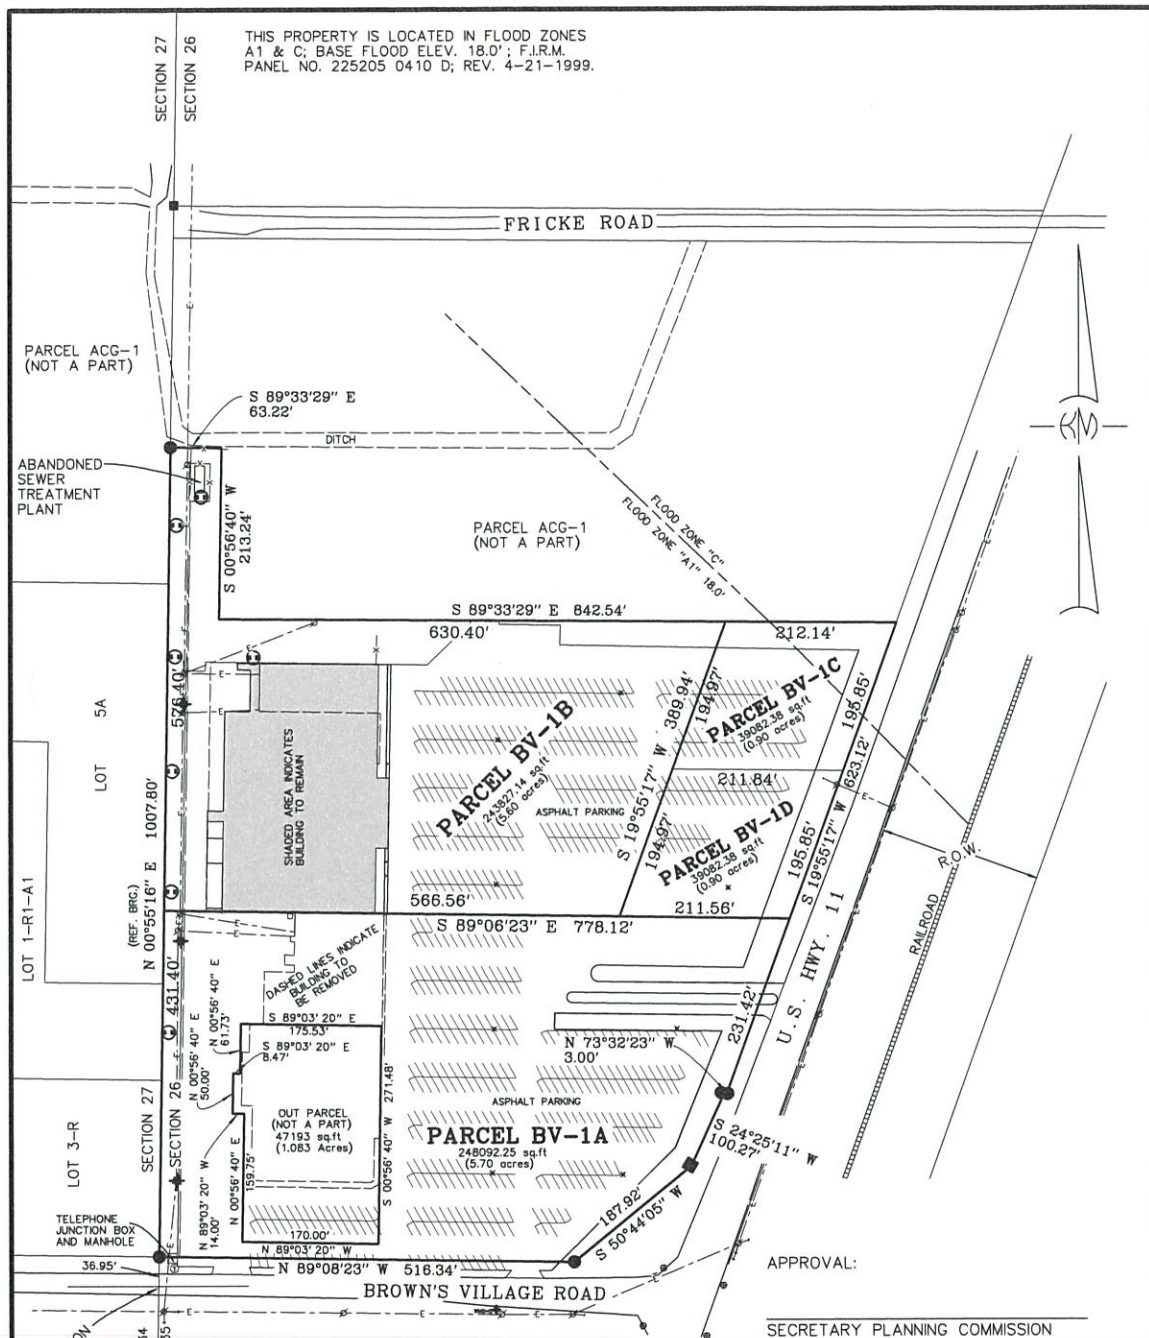 THIS PROPERTY IS LOCATED IN FLOOD ZONES
A1 & C; BASE FLOOD ELEV. 18.0'; F.I.R.M.
PANEL NO. 225205 0410 D; REV. 4-21-1999.
SECTION 27
SECTION 26
FRICKE ROAD
PARCEL ACG-1
(NOT A PART)
S 89°33'29" E
63.22'
DITCH
ABANDONED
SEWER
TREATMENT
PLANT
S 00°56'40" W
213.24'
PARCEL ACG-1
(NOT A PART)
FLOOD ZONE "C"
FLOOD ZONE "A1" 18.0'
KM
S 89°33'29" E 842.54'
630.40'
212.14'
LOT 5A
576.40'
SHADED AREA INDICATES
BUILDING TO REMAIN
PARCEL BV-1B
243827.14 sq.ft
(5.60 acres)
ASPHALT PARKING
S 19°55'17" W 389.94'
194.97'
194.97'
PARCEL BV-1C
39082.38 sq.ft
(0.90 acres)
195.85'
211.84'
PARCEL BV-1D
39082.38 sq.ft
(0.90 acres)
195.85'
S 19°55'17" W 623.12'
U.S. HWY. 11
R.O.W.
RAILROAD
LOT 1-R1-A1
(REF. BRG.)
N 00°55'16" E 1007.80'
566.56'
211.56'
S 89°06'23" E 778.12'
431.40'
DASHED LINES INDICATE
BUILDING TO
BE REMOVED
N 00°56' 40" E
61.73'
S 89°03' 20" E
175.53'
S 89°03' 20" E
8.47'
N 00°56' 40" E
50.00'
231.42'
N 73°32'23" W
3.00'
S 00°56' 40" W 271.48'
OUT PARCEL
(NOT A PART)
47193 sq.ft
(1.083 Acres)
ASPHALT PARKING
PARCEL BV-1A
248092.25 sq.ft
(5.70 acres)
S 24°25'11" W
100.27'
LOT 3-R
SECTION 27
SECTION 26
N 89°03' 20" W
14.00'
N 00°56' 40" E
159.75'
187.92'
S 50°44'05" W
TELEPHONE
JUNCTION BOX
AND MANHOLE
170.00'
N 89°03' 20" W
36.95'
N 89°08'23" W 516.34'
BROWN'S VILLAGE ROAD
APPROVAL:
SECRETARY PLANNING COMMISSION